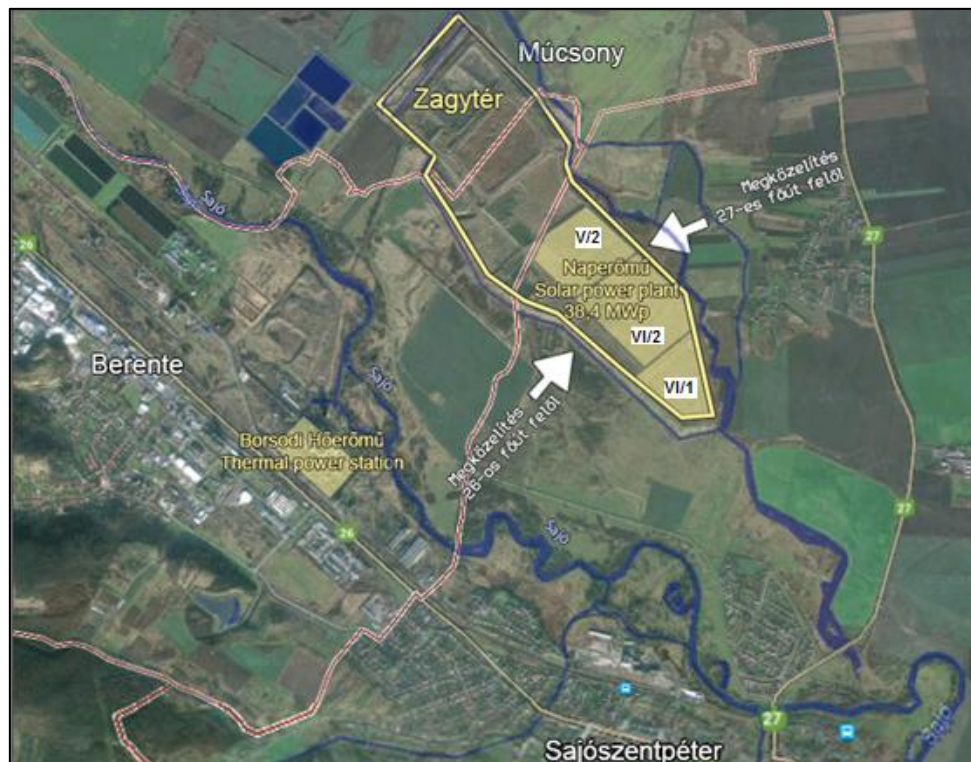 Múcsony
Zagytér
Megközelítés
27-es főút felől
Sajó
26
V/2
27
Naperőmű
Solar power plant
38,4 MWp
VI/2
Berente
Sajó
VI/1
Megközelítés
26-os főút felől
Borsodi Hőerőmű
Thermal power station
27
26
Sajó
27
Sajó
Sajószentpéter